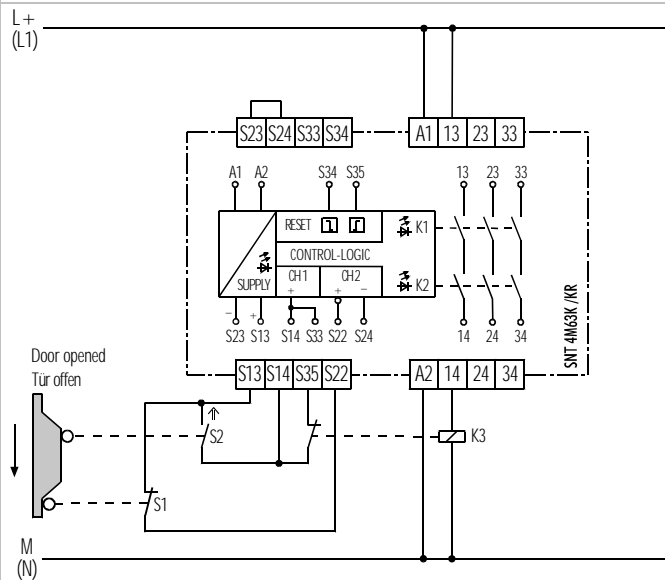 L+
(L1)
S23 S24 S33 S34
A1 13 23 33
A1 A2 S34 S35 13 23 33
RESET
K1
CONTROL-LOGIC
SUPPLY CH1 CH2 K2
+ + −
− +
S23 S13 S14 S33 S22 S24 14 24 34
SNT 4M63K /KR
Door opened
Tür offen
S13 S14 S35 S22
A2 14 24 34
S2
K3
S1
M
(N)